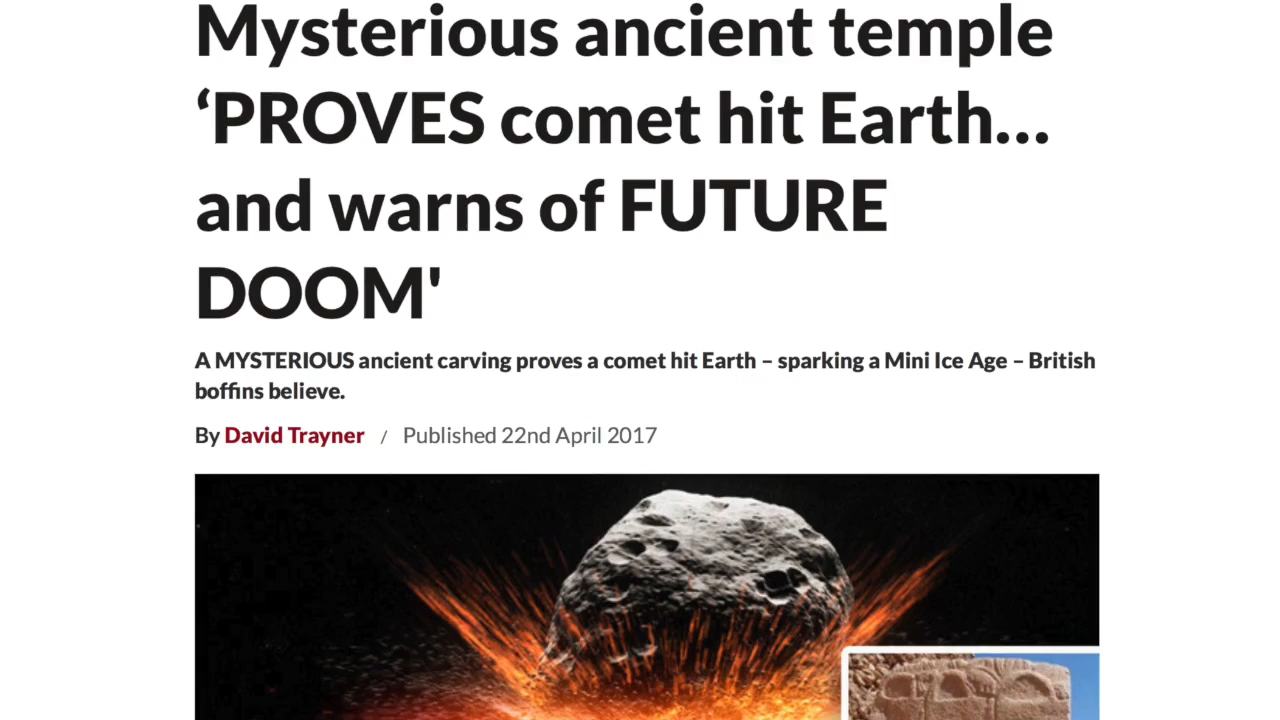 Mysterious ancient temple
‘PROVES comet hit Earth...
and warns of FUTURE
DOOM'
A MYSTERIOUS ancient carving proves a comet hit Earth – sparking a Mini Ice Age – British
boffins believe.
By David Trayner / Published 22nd April 2017